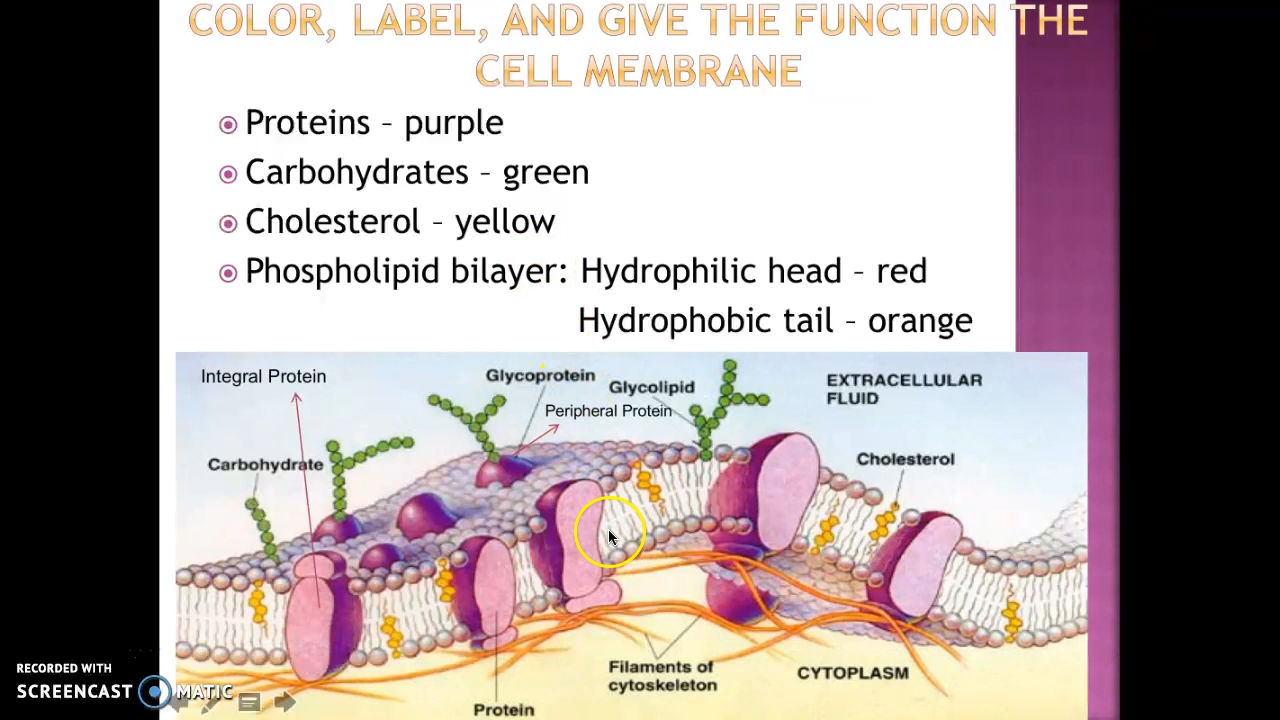 COLOR, LABEL, AND GIVE THE FUNCTION THE
CELL MEMBRANE
Proteins – purple
Carbohydrates – green
Cholesterol – yellow
Phospholipid bilayer: Hydrophilic head – red
Hydrophobic tail – orange
Integral Protein
Glycoprotein
Glycolipid
EXTRACELLULAR
FLUID
Peripheral Protein
Carbohydrate
Cholesterol
Filaments of
cytoskeleton
CYTOPLASM
Protein
RECORDED WITH
SCREENCAST MATIC